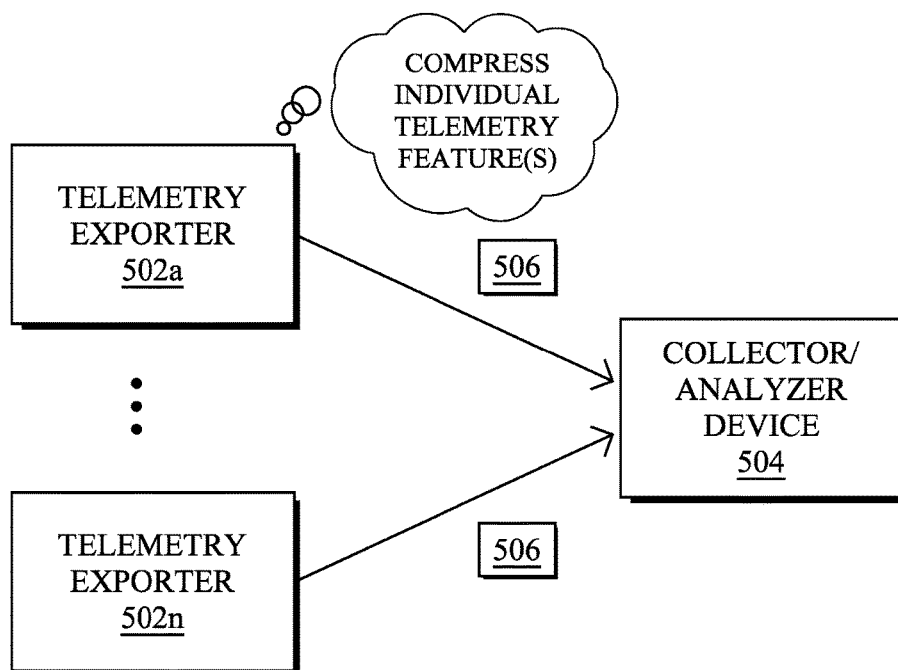 COMPRESS
INDIVIDUAL
TELEMETRY
FEATURE(S)
TELEMETRY
EXPORTER
502a
506
COLLECTOR/
ANALYZER
DEVICE
504
TELEMETRY
EXPORTER
502n
506